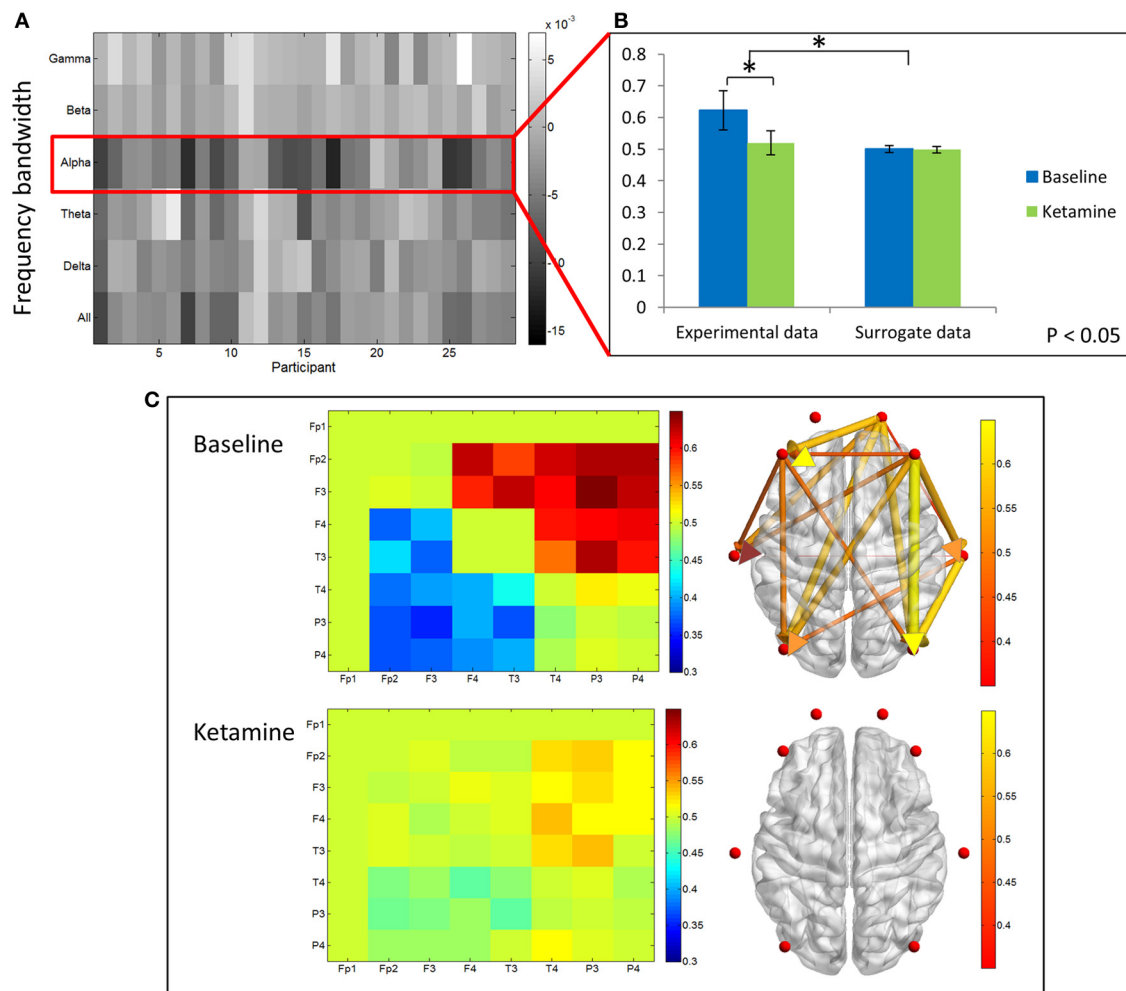 A
x 10⁻³
Frequency bandwidth
Gamma
Beta
Alpha
Theta
Delta
All
5
0
-5
-10
-15
5 10 15 20 25
Participant
B
0.8
0.7
0.6
0.5
0.4
0.3
0.2
0.1
0
*
*
Baseline
Ketamine
Experimental data Surrogate data
P < 0.05
C
Baseline
Fp1
Fp2
F3
F4
T3
T4
P3
P4
Fp1 Fp2 F3 F4 T3 T4 P3 P4
0.6
0.55
0.5
0.45
0.4
0.35
0.3
0.6
0.55
0.5
0.45
0.4
Ketamine
Fp1
Fp2
F3
F4
T3
T4
P3
P4
Fp1 Fp2 F3 F4 T3 T4 P3 P4
0.6
0.55
0.5
0.45
0.4
0.35
0.3
0.6
0.55
0.5
0.45
0.4